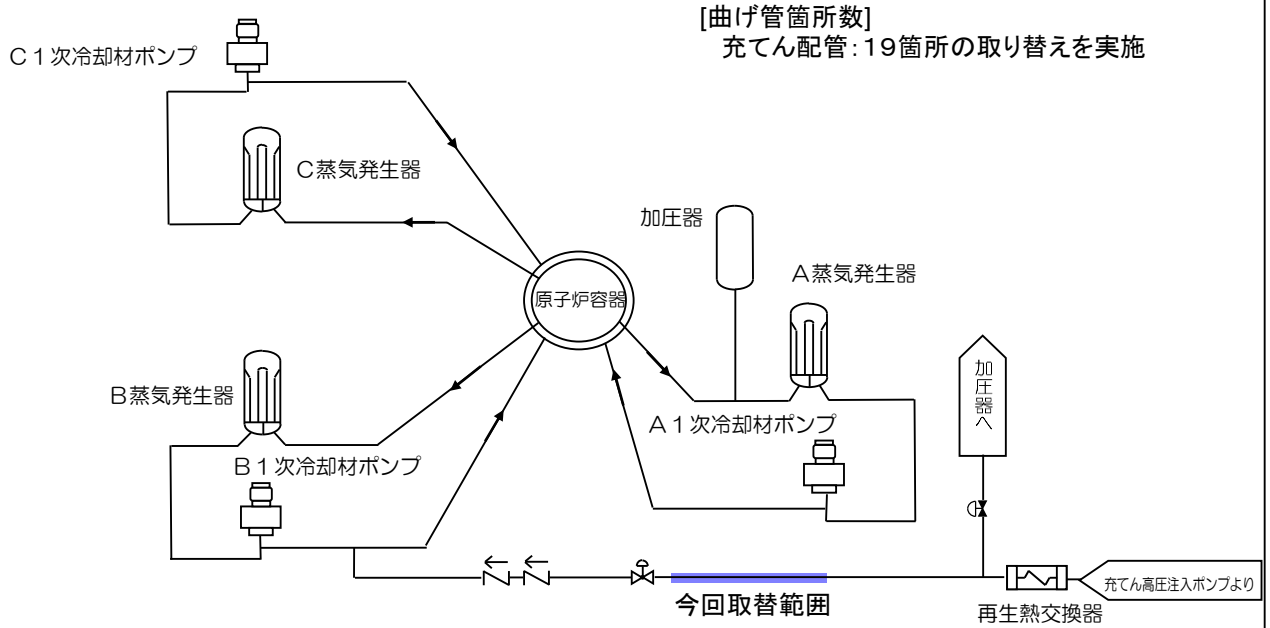 [曲げ管箇所数]
充てん配管:19箇所の取り替えを実施
C1次冷却材ポンプ
C蒸気発生器
加圧器
A蒸気発生器
原子炉容器
加圧器へ
B蒸気発生器
A1次冷却材ポンプ
B1次冷却材ポンプ
今回取替範囲
再生熱交換器
充てん高圧注入ポンプより